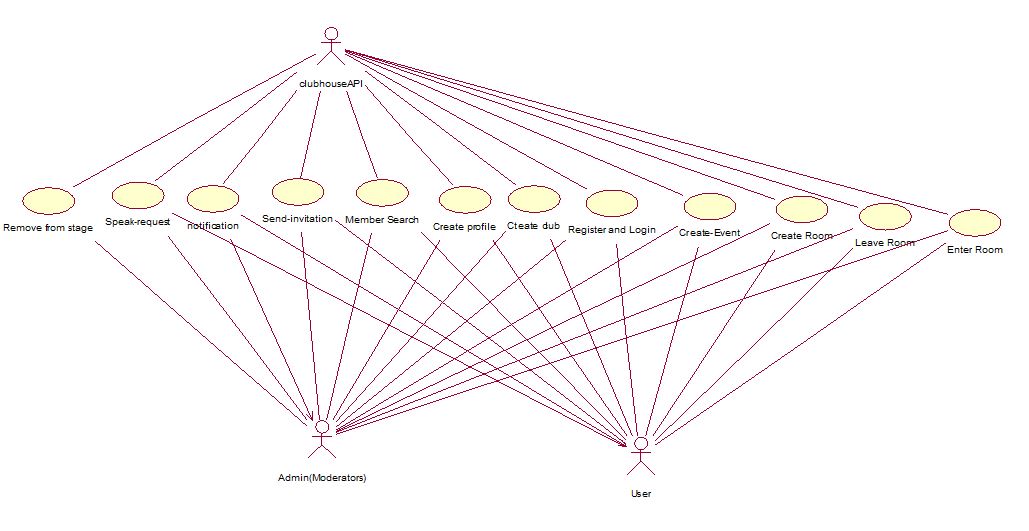 clubhouseAPI
Remove from stage
Speak-request
notification
Send-invitation
Member Search
Create profile
Cteate dub
Register and Login
Create-Event
Create Room
Leave Room
Enter Room
Admin(Moderators)
User